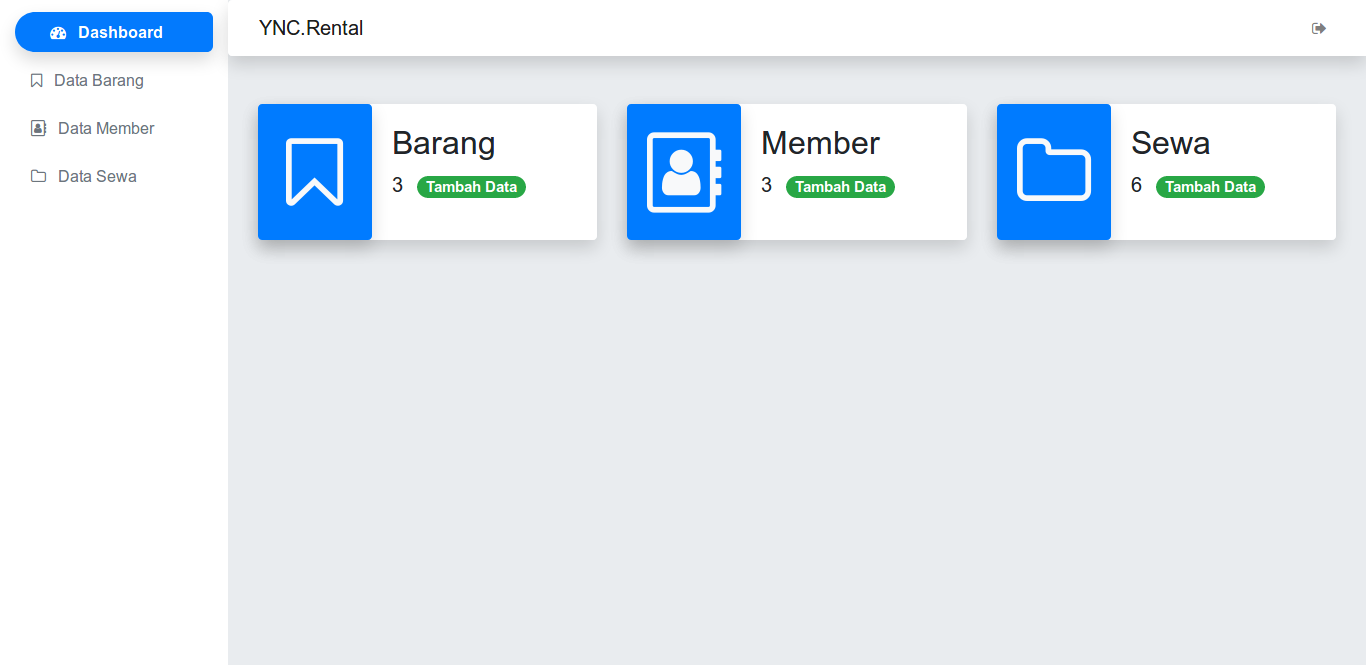 Dashboard
Data Barang
Data Member
Data Sewa
YNC.Rental
Barang
3 Tambah Data
Member
3 Tambah Data
Sewa
6 Tambah Data